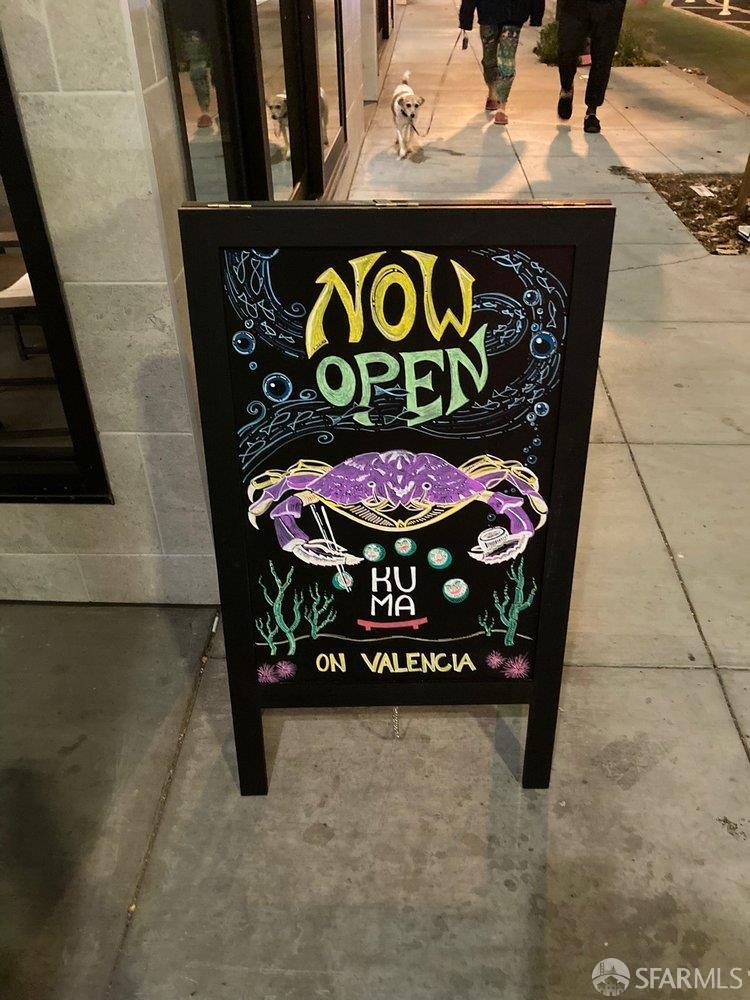 NOW
OPEN
KU
MA
ON VALENCIA
SFARMLS